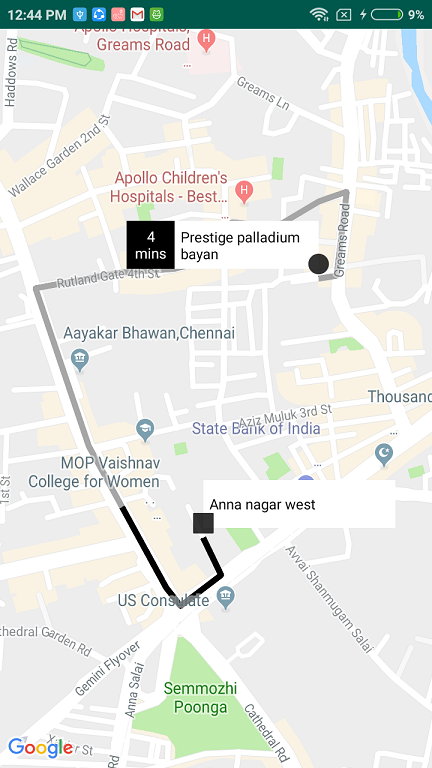 12:44 PM
9%
Apollo Hospitals,
Greams Road
Haddows Rd
Greams Ln
Wallace Garden 2nd St
Apollo Children's
Hospitals - Best...
4
mins
Prestige palladium
bayan
Greams Road
Rutland Gate 4th St
Aayakar Bhawan,Chennai
Thousand
Aziz Muluk 3rd St
State Bank of India
MOP Vaishnav
College for Women
1st St
Anna nagar west
Avvai Shanmugam Salai
US Consulate
Cathedral Garden Rd
Gemini Flyover
Anna Salai
Semmozhi
Poonga
Cathedral Rd
Google
St